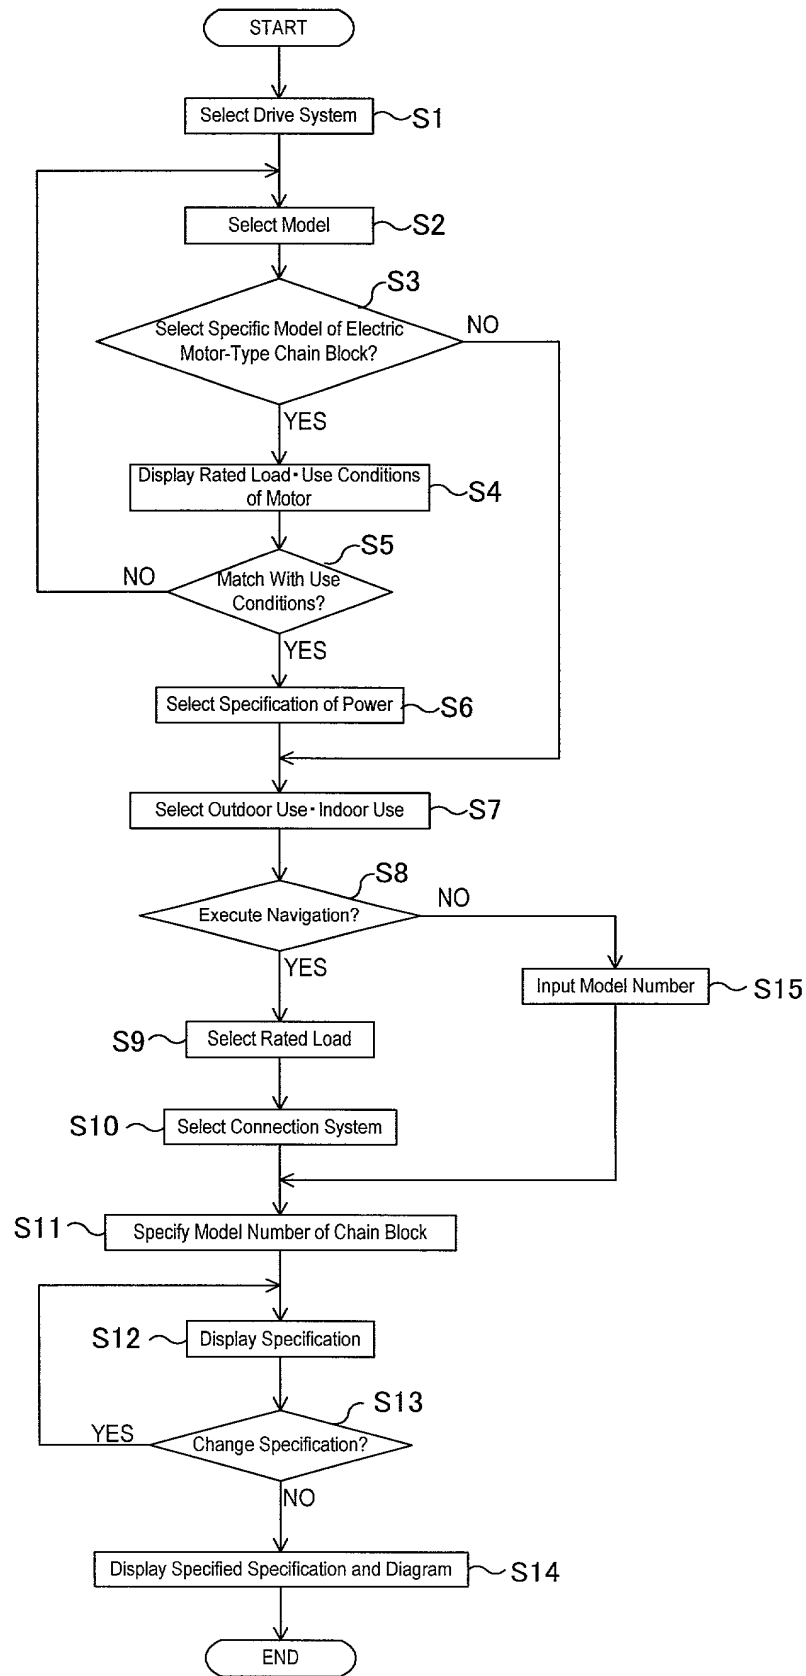 START
Select Drive System
S1
Select Model
S2
S3
Select Specific Model of Electric
Motor-Type Chain Block?
NO
YES
Display Rated Load・Use Conditions
of Motor
S4
S5
NO
Match With Use
Conditions?
YES
Select Specification of Power
S6
Select Outdoor Use・Indoor Use
S7
S8
Execute Navigation?
NO
YES
Input Model Number
S15
S9
Select Rated Load
S10
Select Connection System
S11
Specify Model Number of Chain Block
S12
Display Specification
S13
YES
Change Specification?
NO
Display Specified Specification and Diagram
S14
END